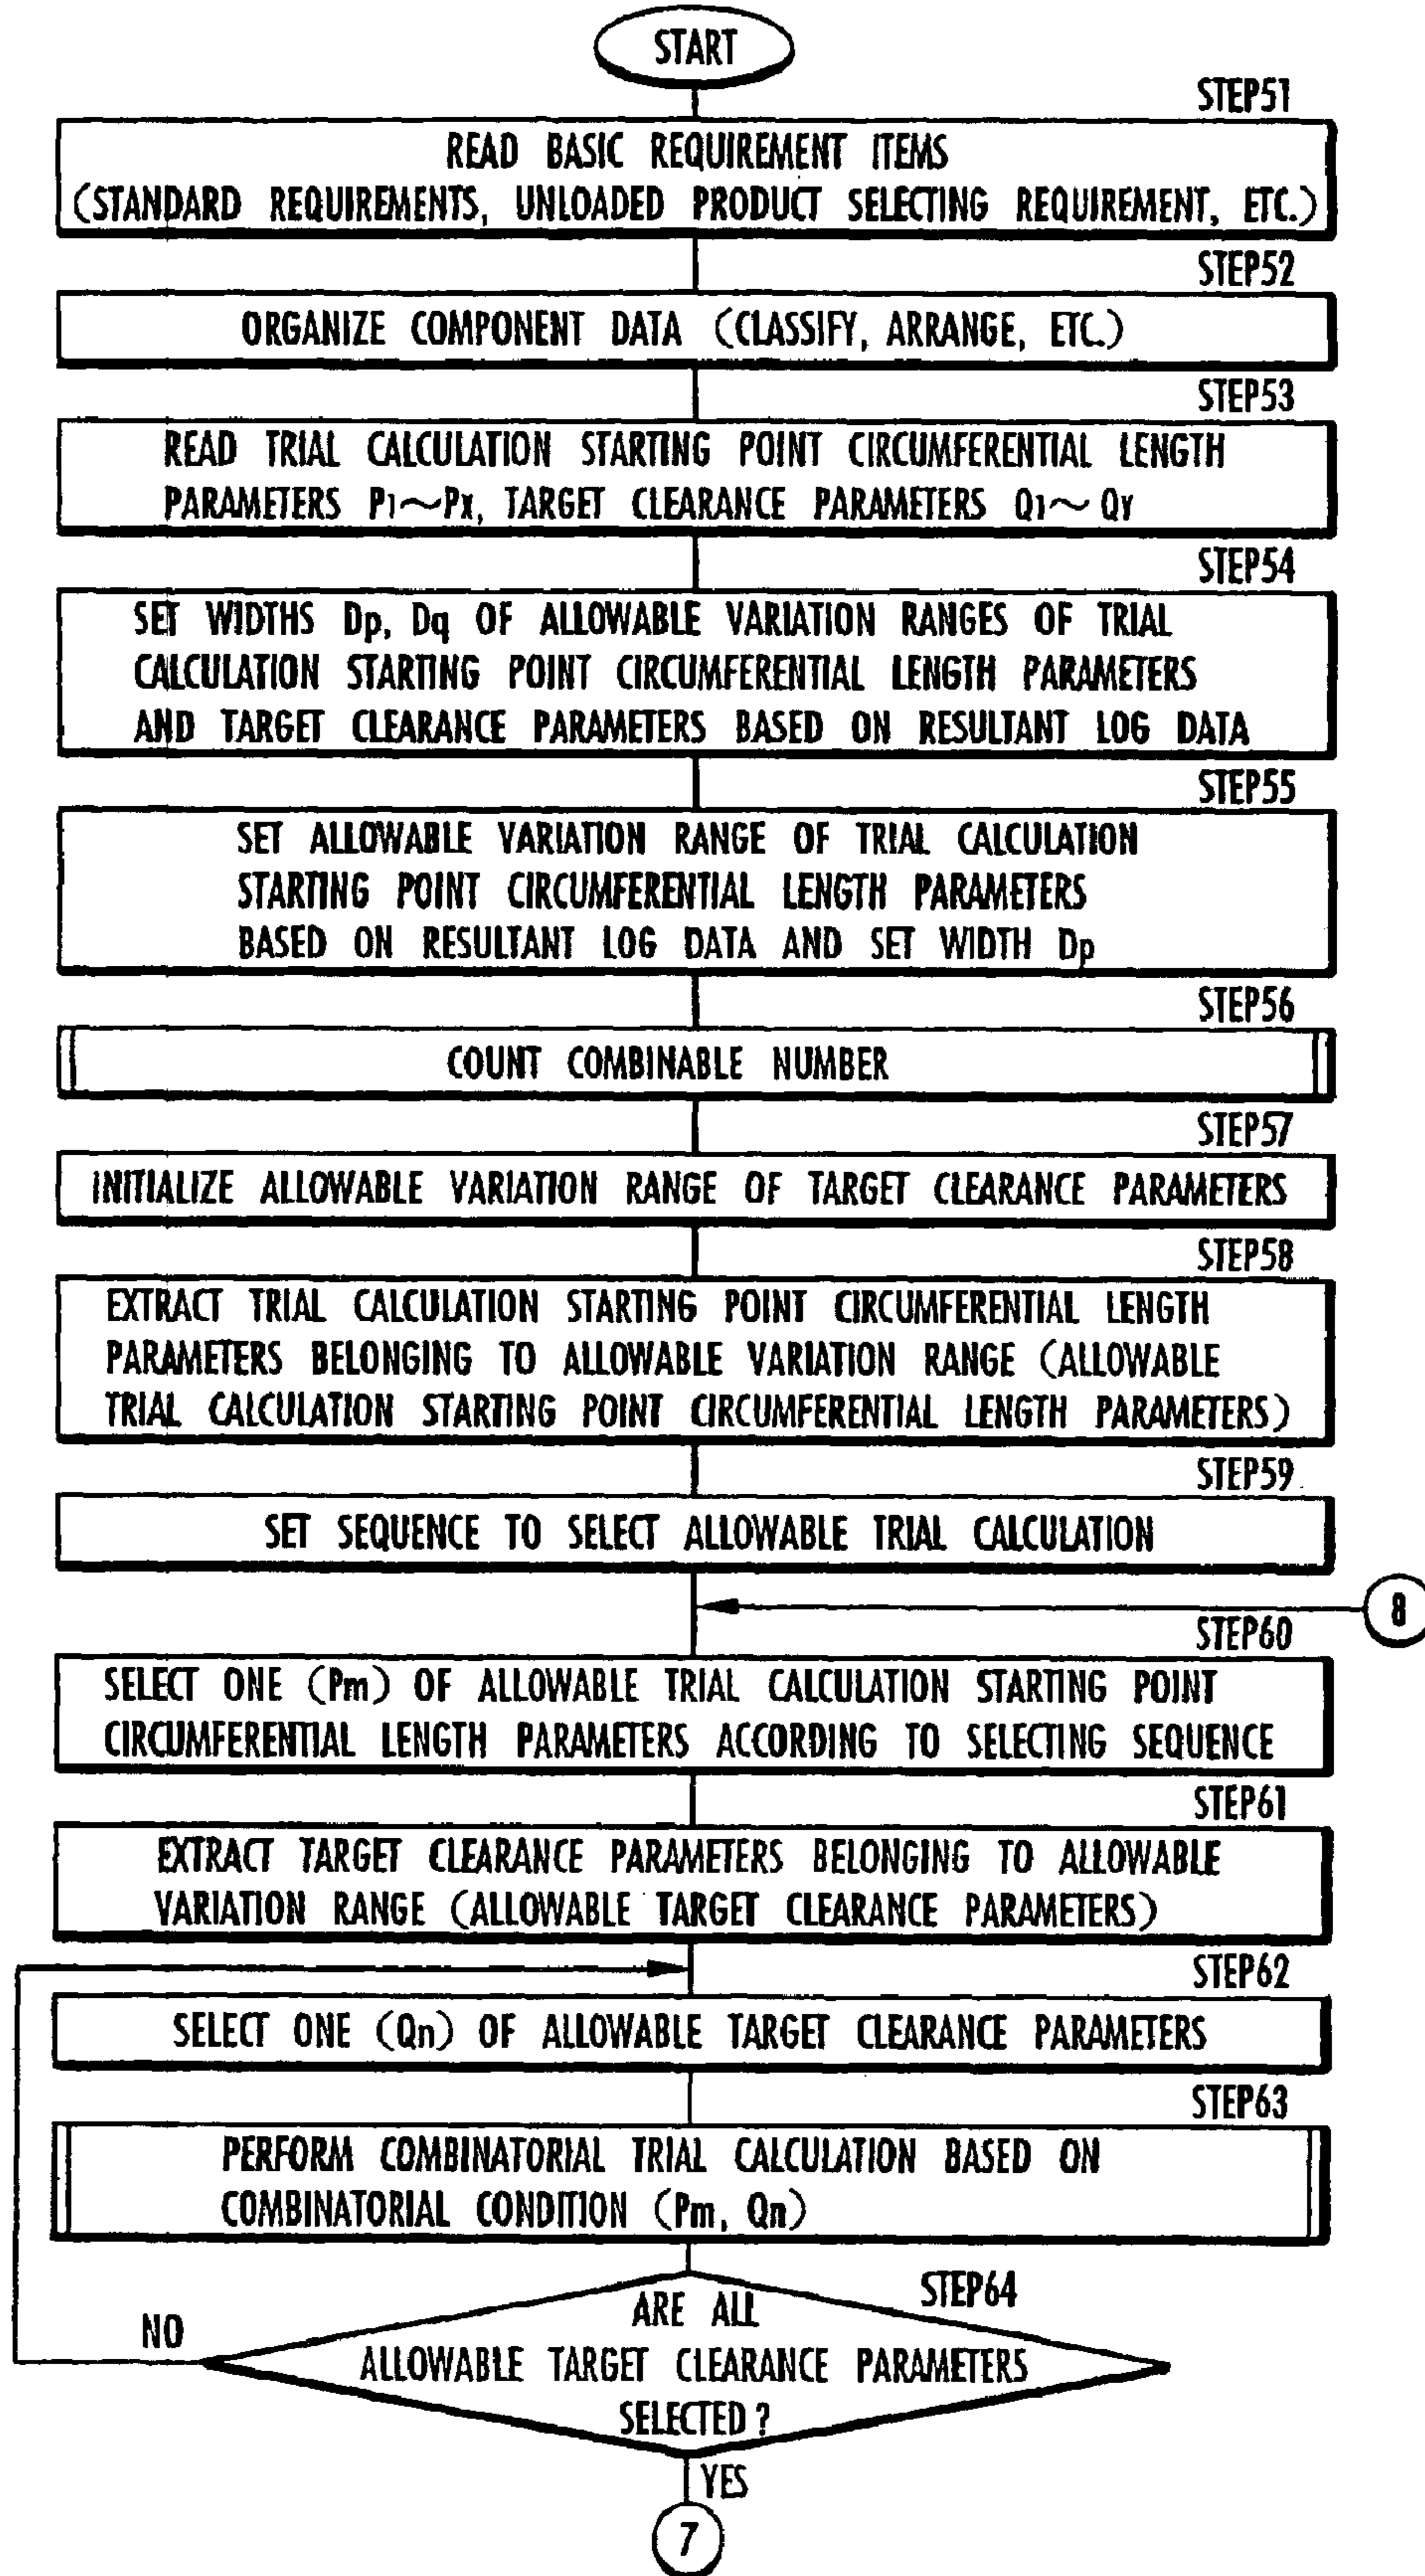 START
STEP51
READ BASIC REQUIREMENT ITEMS
(STANDARD REQUIREMENTS, UNLOADED PRODUCT SELECTING REQUIREMENT, ETC.)
STEP52
ORGANIZE COMPONENT DATA (CLASSIFY, ARRANGE, ETC.)
STEP53
READ TRIAL CALCULATION STARTING POINT CIRCUMFERENTIAL LENGTH
PARAMETERS P1~PX, TARGET CLEARANCE PARAMETERS Q1~QY
STEP54
SET WIDTHS Dp, Dq OF ALLOWABLE VARIATION RANGES OF TRIAL
CALCULATION STARTING POINT CIRCUMFERENTIAL LENGTH PARAMETERS
AND TARGET CLEARANCE PARAMETERS BASED ON RESULTANT LOG DATA
STEP55
SET ALLOWABLE VARIATION RANGE OF TRIAL CALCULATION
STARTING POINT CIRCUMFERENTIAL LENGTH PARAMETERS
BASED ON RESULTANT LOG DATA AND SET WIDTH Dp
STEP56
COUNT COMBINABLE NUMBER
STEP57
INITIALIZE ALLOWABLE VARIATION RANGE OF TARGET CLEARANCE PARAMETERS
STEP58
EXTRACT TRIAL CALCULATION STARTING POINT CIRCUMFERENTIAL LENGTH
PARAMETERS BELONGING TO ALLOWABLE VARIATION RANGE (ALLOWABLE
TRIAL CALCULATION STARTING POINT CIRCUMFERENTIAL LENGTH PARAMETERS)
STEP59
SET SEQUENCE TO SELECT ALLOWABLE TRIAL CALCULATION
8
STEP60
SELECT ONE (Pm) OF ALLOWABLE TRIAL CALCULATION STARTING POINT
CIRCUMFERENTIAL LENGTH PARAMETERS ACCORDING TO SELECTING SEQUENCE
STEP61
EXTRACT TARGET CLEARANCE PARAMETERS BELONGING TO ALLOWABLE
VARIATION RANGE (ALLOWABLE TARGET CLEARANCE PARAMETERS)
STEP62
SELECT ONE (Qn) OF ALLOWABLE TARGET CLEARANCE PARAMETERS
STEP63
PERFORM COMBINATORIAL TRIAL CALCULATION BASED ON
COMBINATORIAL CONDITION (Pm, Qn)
STEP64
ARE ALL
ALLOWABLE TARGET CLEARANCE PARAMETERS
SELECTED?
NO
YES
7